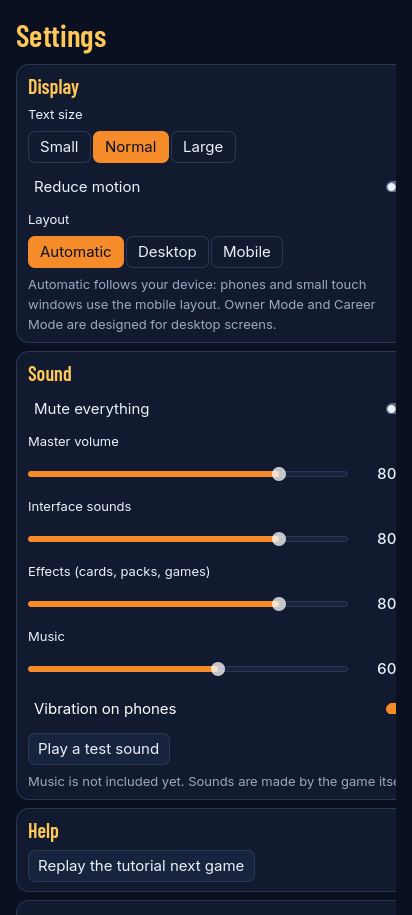 Settings
Display
Text size
Small Normal Large
Reduce motion
Layout
Automatic Desktop Mobile
Automatic follows your device: phones and small touch
windows use the mobile layout. Owner Mode and Career
Mode are designed for desktop screens.
Sound
Mute everything
Master volume
80
Interface sounds
80
Effects (cards, packs, games)
80
Music
60
Vibration on phones
Play a test sound
Music is not included yet. Sounds are made by the game
Help
Replay the tutorial next game